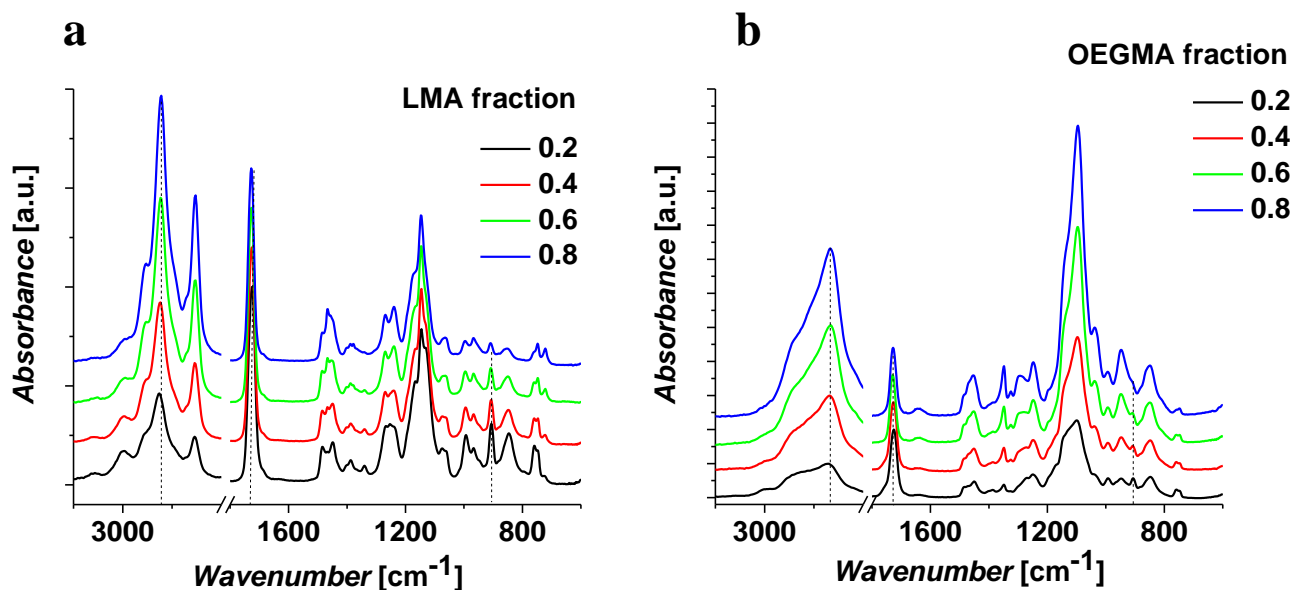 a
LMA fraction
0.2
0.4
0.6
0.8
Absorbance [a.u.]
3000 1600 1200 800
Wavenumber [cm-1]
b
OEGMA fraction
0.2
0.4
0.6
0.8
Absorbance [a.u.]
3000 1600 1200 800
Wavenumber [cm-1]